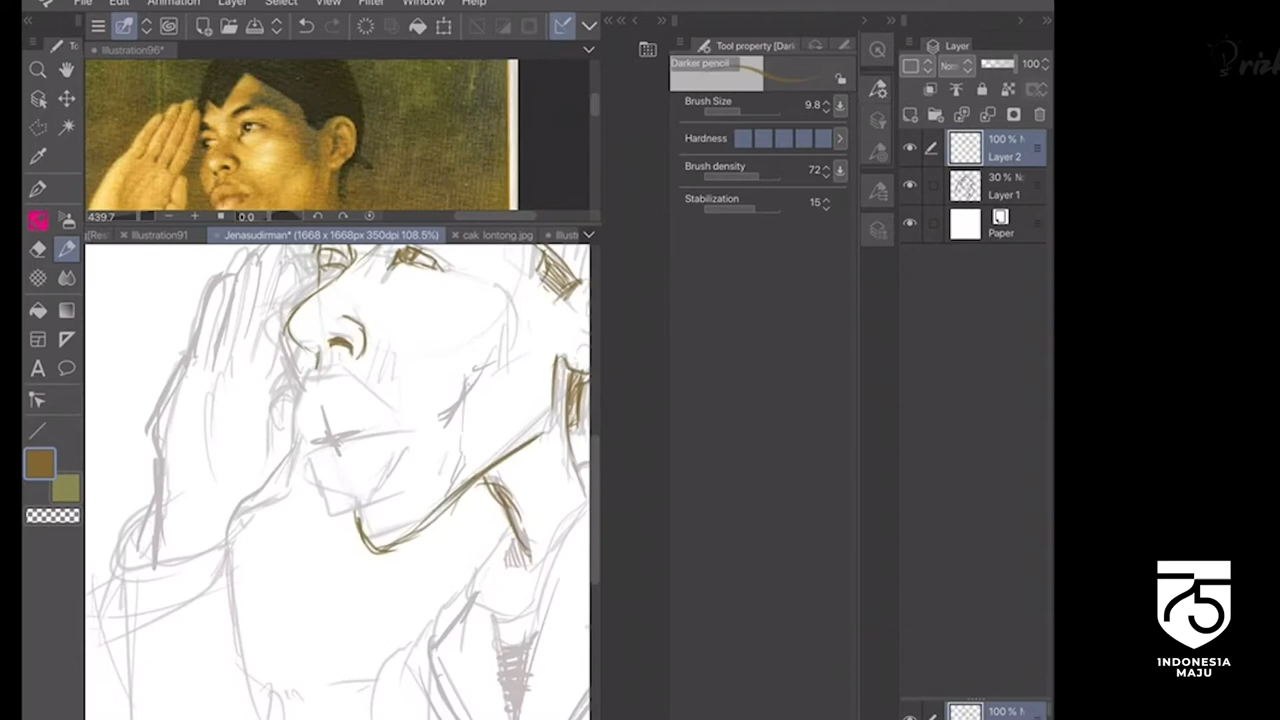 File Edit Animation Layer Select View Filter Window Help
Illustration96*
439.7 0.0
Illustration91 Jenasudirman* (1668 x 1668px 350dpi 108.5%) cak lontong.jpg
Tool property [Dark
Darker pencil
Brush Size 9.8
Hardness
Brush density 72
Stabilization 15
Layer
100
100 %
Layer 2
30 %
Layer 1
Paper
100 %
A
75
INDONESIA
MAJU